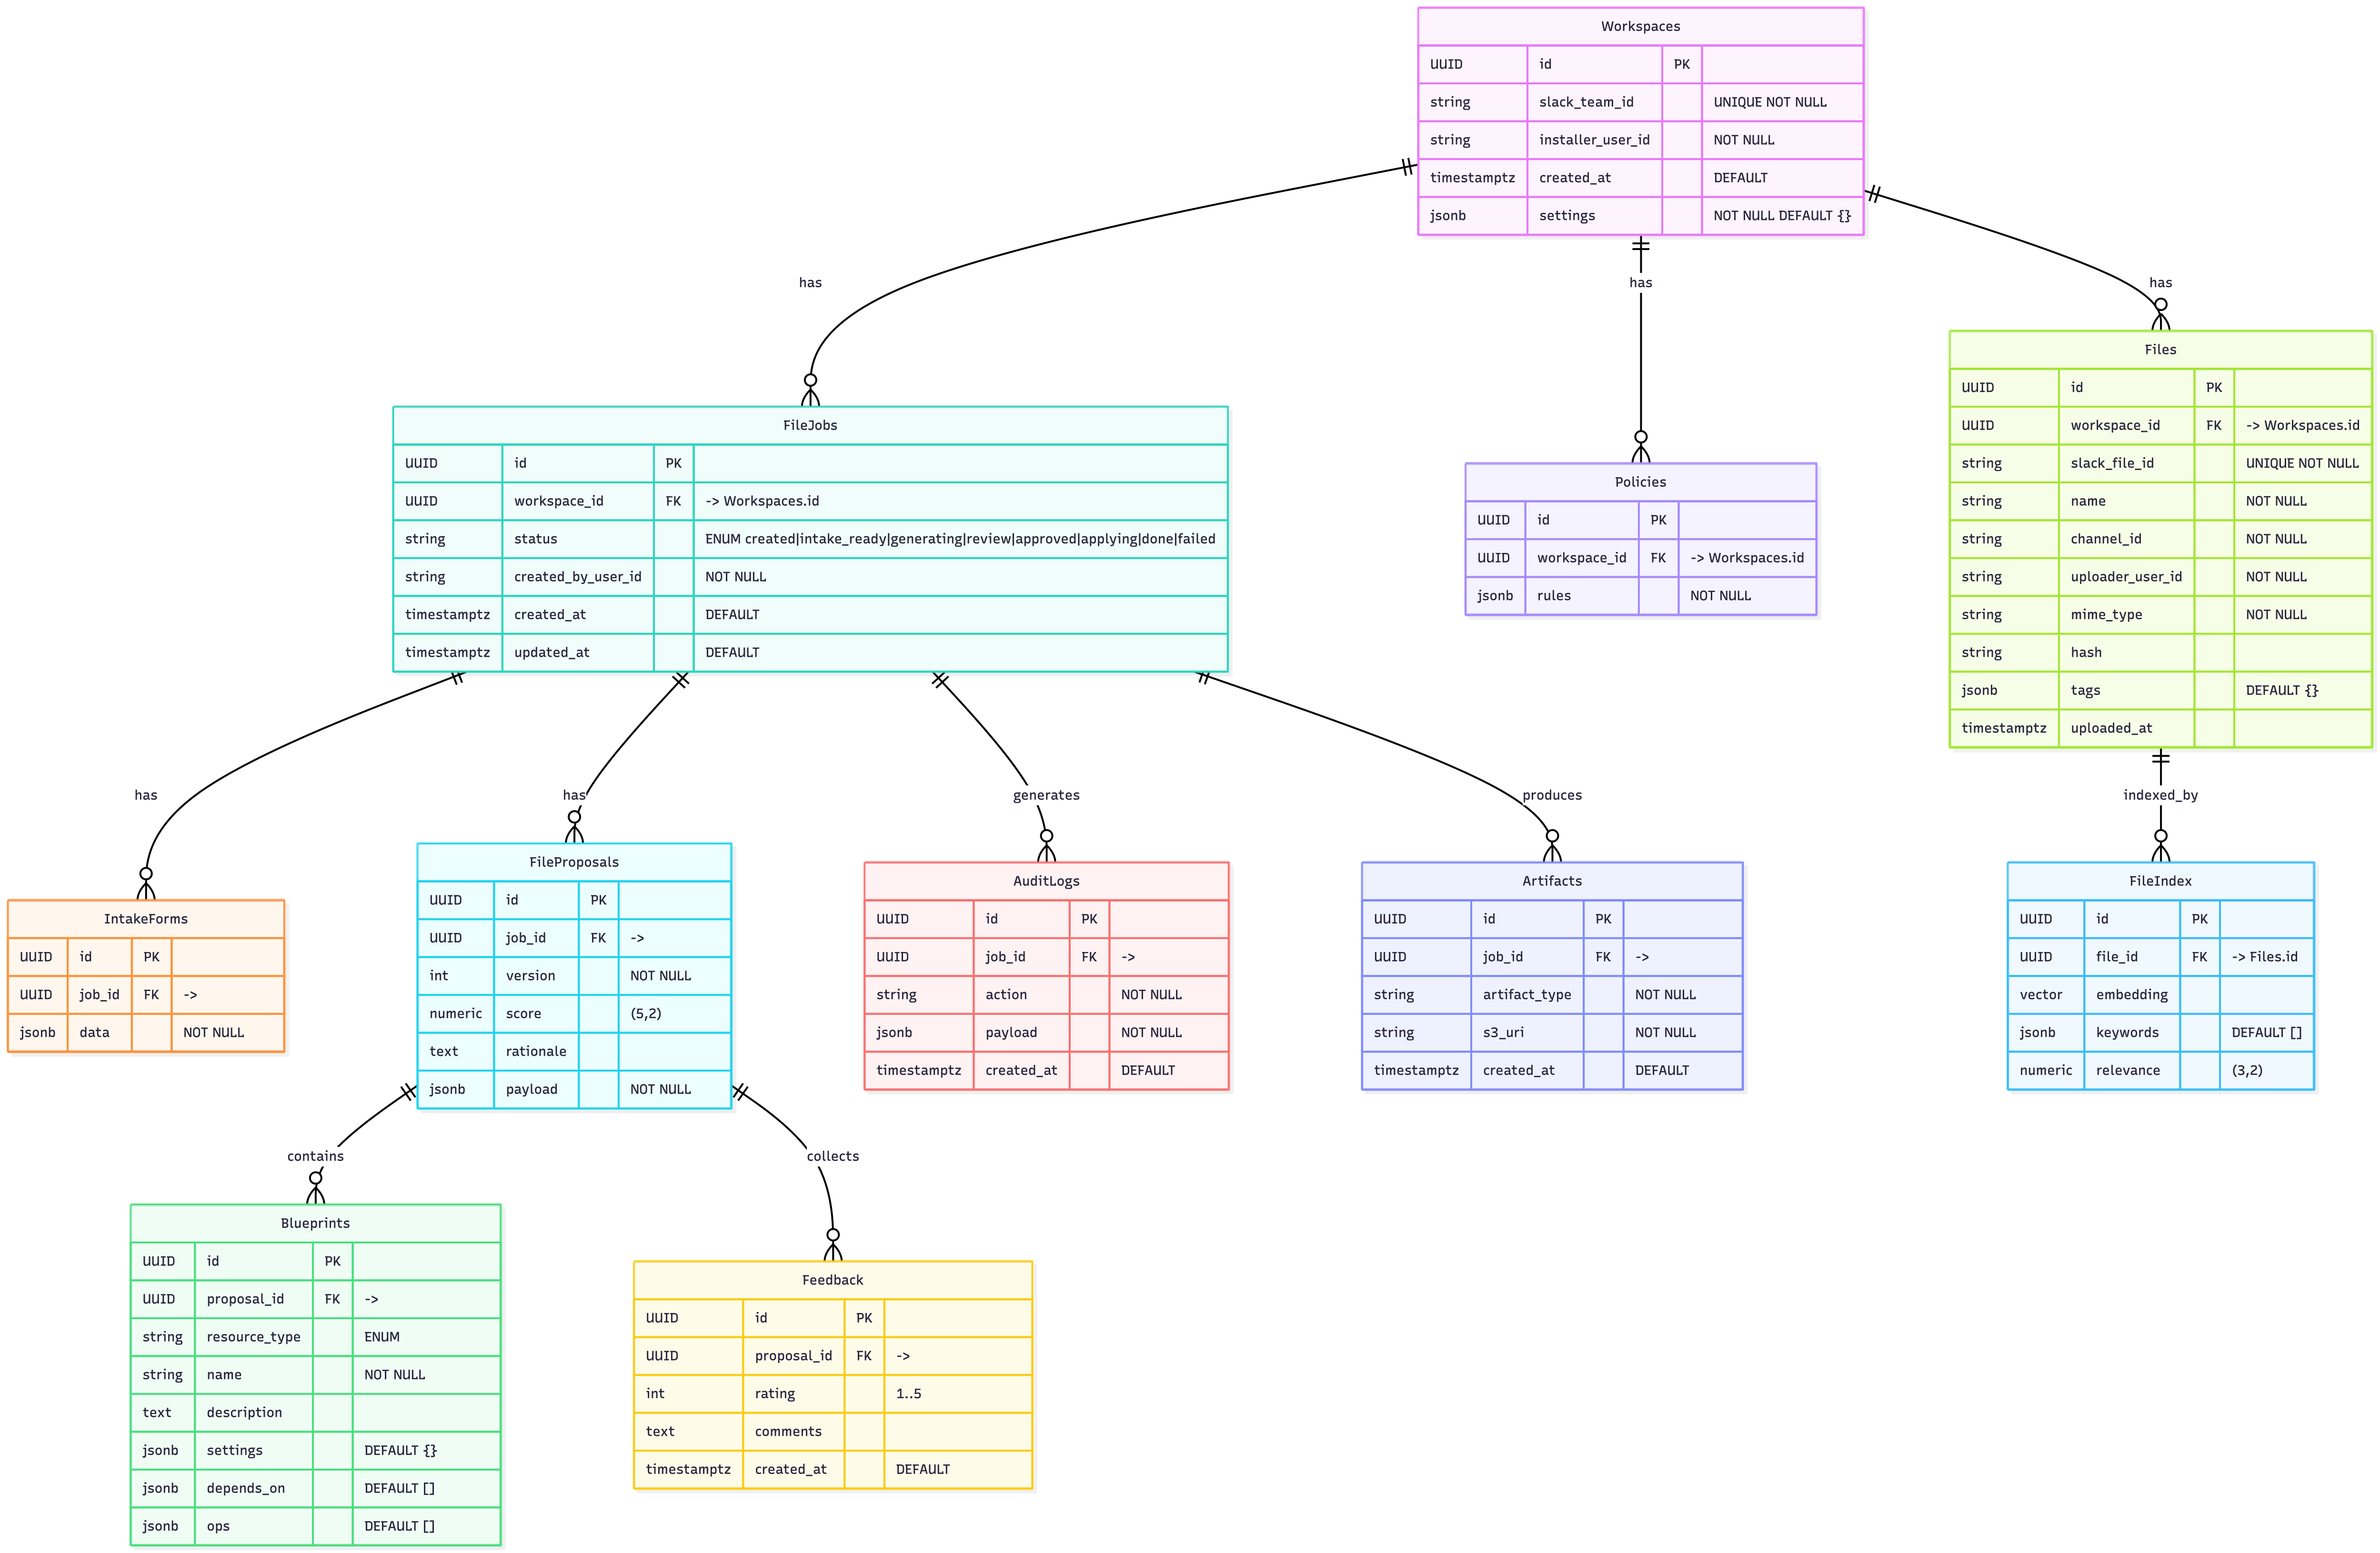 Workspaces
UUID id PK
string slack_team_id UNIQUE NOT NULL
string installer_user_id NOT NULL
timestamptz created_at DEFAULT
jsonb settings NOT NULL DEFAULT {}
has
has
has
Files
UUID id PK
UUID workspace_id FK -> Workspaces.id
string slack_file_id UNIQUE NOT NULL
string name NOT NULL
string channel_id NOT NULL
string uploader_user_id NOT NULL
string mime_type NOT NULL
string hash
jsonb tags DEFAULT {}
timestamptz uploaded_at
FileJobs
UUID id PK
UUID workspace_id FK -> Workspaces.id
string status ENUM created|intake_ready|generating|review|approved|applying|done|failed
string created_by_user_id NOT NULL
timestamptz created_at DEFAULT
timestamptz updated_at DEFAULT
Policies
UUID id PK
UUID workspace_id FK -> Workspaces.id
jsonb rules NOT NULL
has
has
generates
produces
indexed_by
IntakeForms
UUID id PK
UUID job_id FK ->
jsonb data NOT NULL
FileProposals
UUID id PK
UUID job_id FK ->
int version NOT NULL
numeric score (5,2)
text rationale
jsonb payload NOT NULL
AuditLogs
UUID id PK
UUID job_id FK ->
string action NOT NULL
jsonb payload NOT NULL
timestamptz created_at DEFAULT
Artifacts
UUID id PK
UUID job_id FK ->
string artifact_type NOT NULL
string s3_uri NOT NULL
timestamptz created_at DEFAULT
FileIndex
UUID id PK
UUID file_id FK -> Files.id
vector embedding
jsonb keywords DEFAULT []
numeric relevance (3,2)
contains
collects
Blueprints
UUID id PK
UUID proposal_id FK ->
string resource_type ENUM
string name NOT NULL
text description
jsonb settings DEFAULT {}
jsonb depends_on DEFAULT []
jsonb ops DEFAULT []
Feedback
UUID id PK
UUID proposal_id FK ->
int rating 1..5
text comments
timestamptz created_at DEFAULT